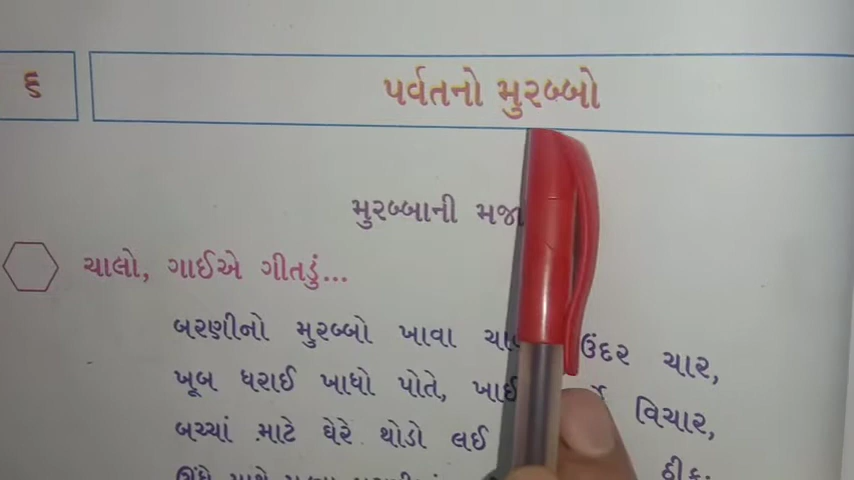 ૬
પર્વતનો મુરબ્બો
મુરબ્બાની મજા
ચાલો, ગાઈએ ગીતડું...
બરણીનો મુરબ્બો ખાવા ઉંદર ચાર,
ખૂબ ધરાઈ ખાધો પોતે, વિચાર,
બચ્ચાં માટે ઘેરે થોડો લઈ ઠીક;